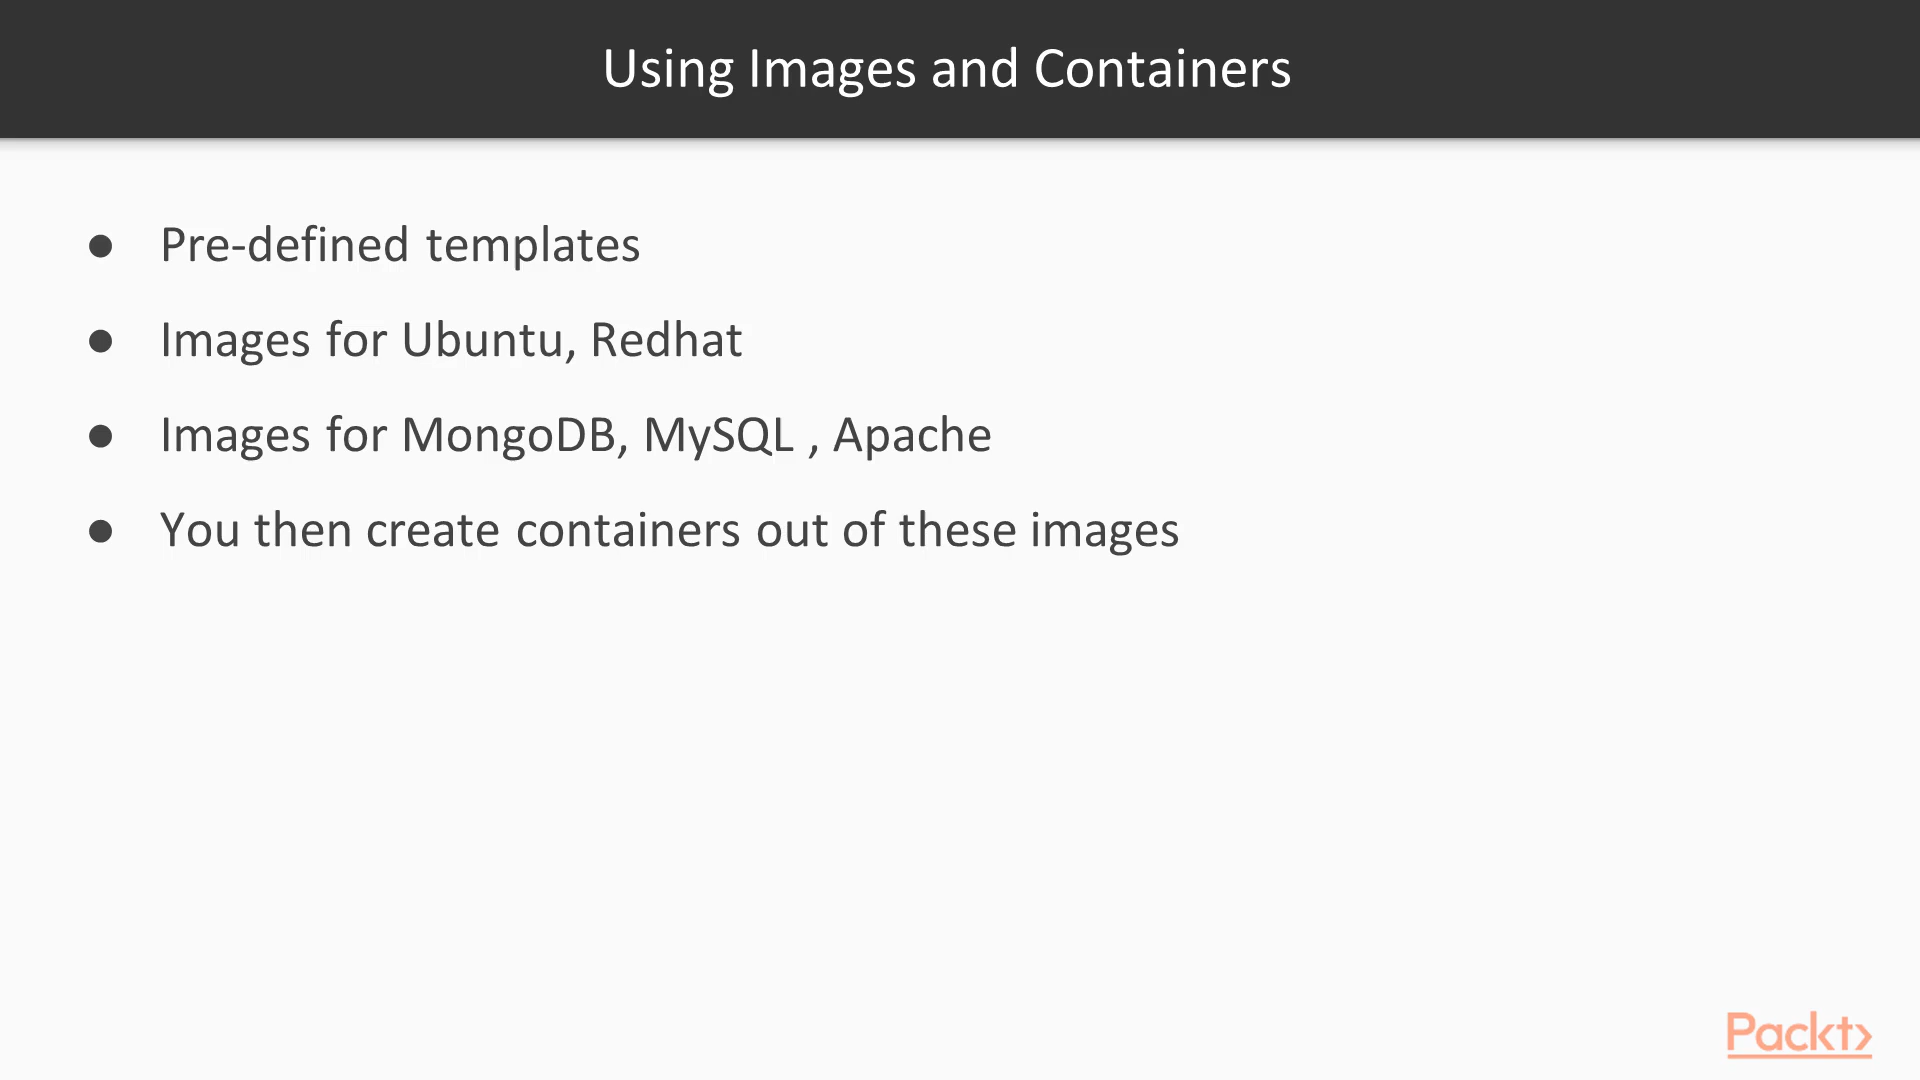 Using Images and Containers
● Pre-defined templates
● Images for Ubuntu, Redhat
● Images for MongoDB, MySQL , Apache
● You then create containers out of these images
Packt>